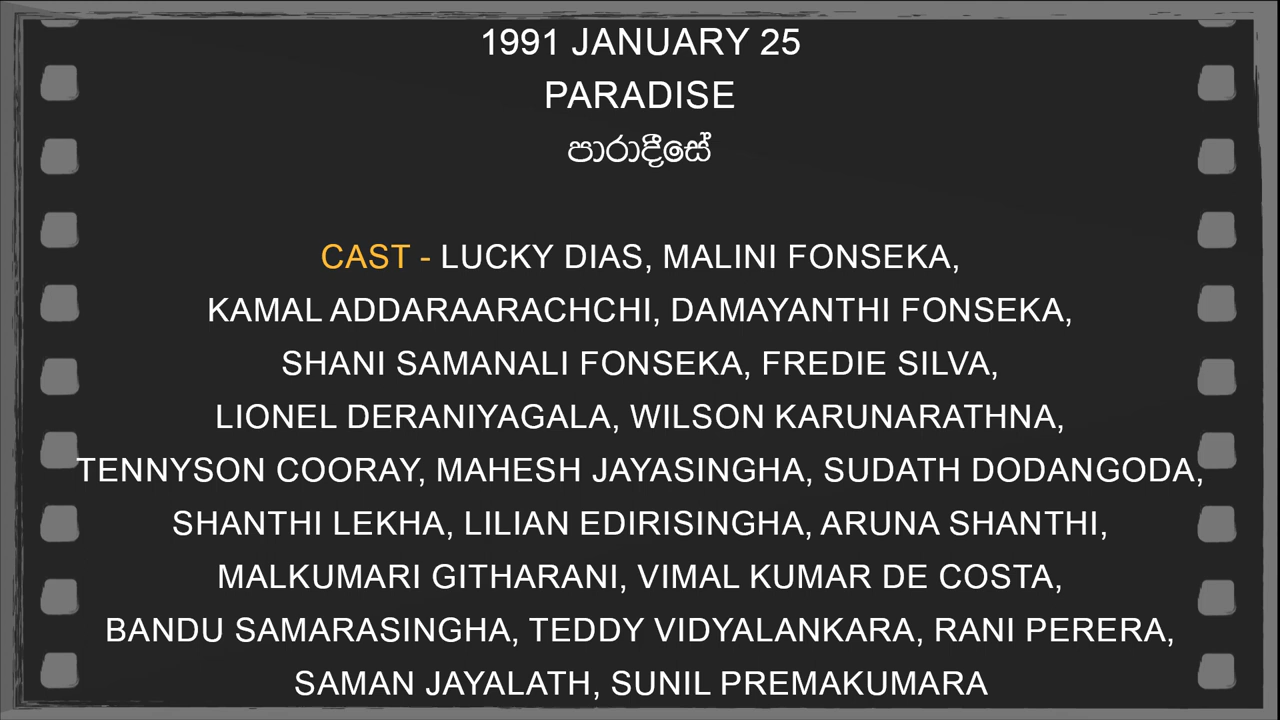 1991 JANUARY 25
PARADISE
පාරාදීසේ
CAST - LUCKY DIAS, MALINI FONSEKA,
KAMAL ADDARAARACHCHI, DAMAYANTHI FONSEKA,
SHANI SAMANALI FONSEKA, FREDIE SILVA,
LIONEL DERANIYAGALA, WILSON KARUNARATHNA,
TENNYSON COORAY, MAHESH JAYASINGHA, SUDATH DODANGODA,
SHANTHI LEKHA, LILIAN EDIRISINGHA, ARUNA SHANTHI,
MALKUMARI GITHARANI, VIMAL KUMAR DE COSTA,
BANDU SAMARASINGHA, TEDDY VIDYALANKARA, RANI PERERA,
SAMAN JAYALATH, SUNIL PREMAKUMARA